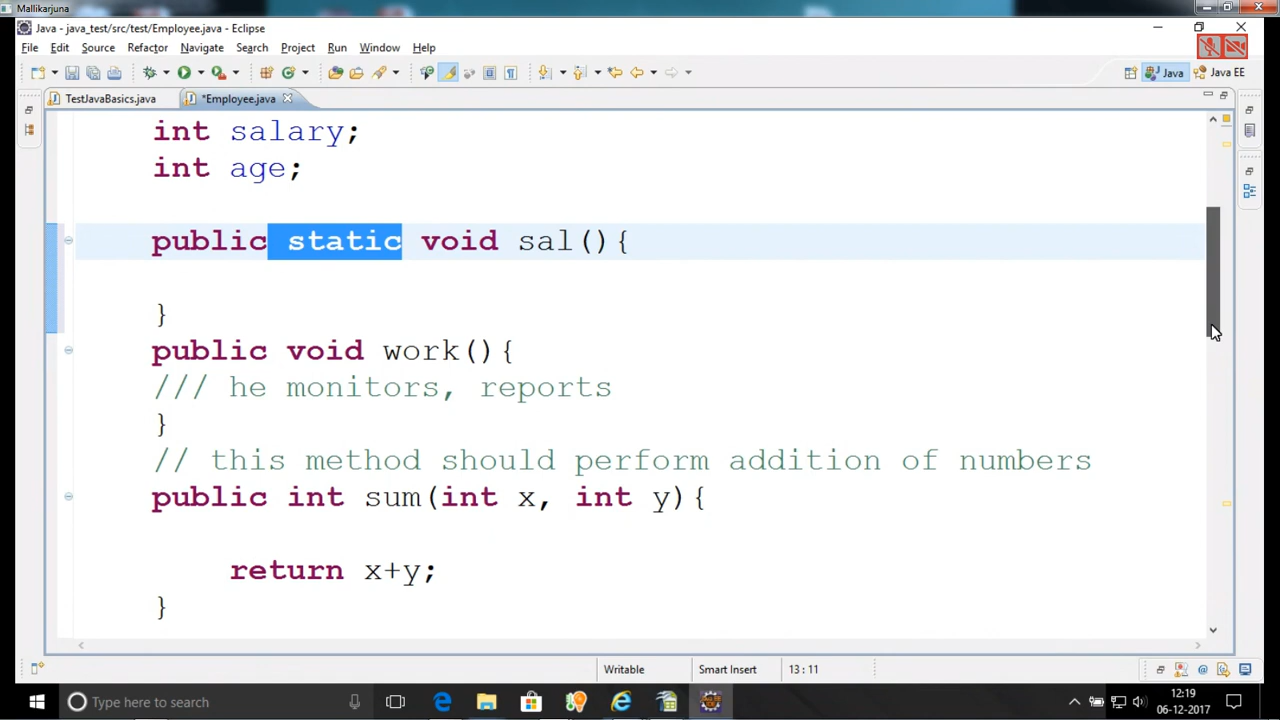 Mallikarjuna
Java - java_test/src/test/Employee.java - Eclipse
File Edit Source Refactor Navigate Search Project Run Window Help
Java Java EE
TestJavaBasics.java *Employee.java
int salary;
int age;
public static void sal(){
}
public void work(){
/// he monitors, reports
}
// this method should perform addition of numbers
public int sum(int x, int y){
return x+y;
}
Writable Smart Insert 13 : 11
Type here to search
12:19
06-12-2017